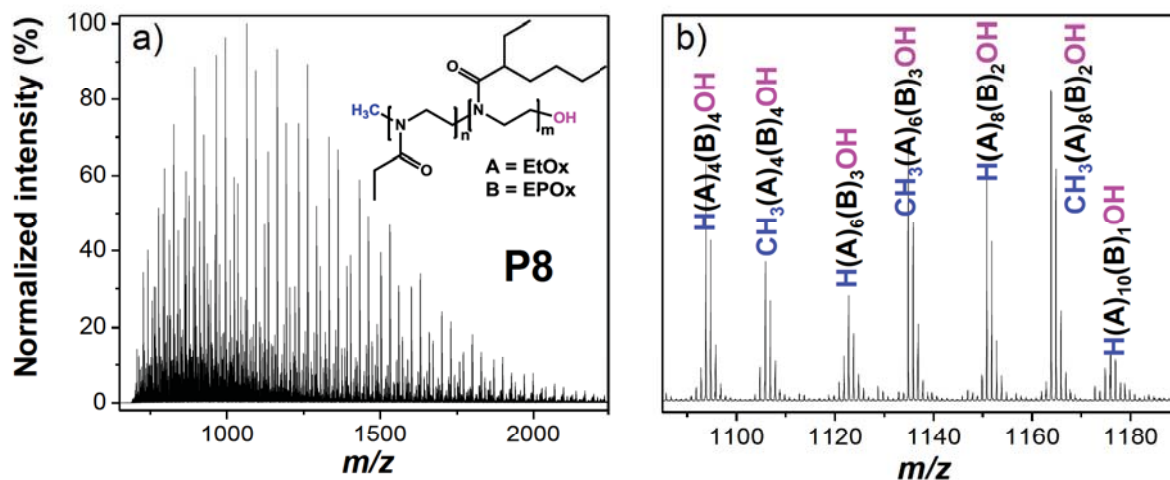 a)
Normalized intensity (%)
100
80
60
40
20
0
1000
1500
2000
m/z
H₃C
N
n
N
m
OH
O
O
A = EtOx
B = EPOx
P8
b)
H(A)₄(B)₄OH
CH₃(A)₄(B)₄OH
H(A)₆(B)₃OH
CH₃(A)₆(B)₃OH
H(A)₈(B)₂OH
CH₃(A)₈(B)₂OH
H(A)₁₀(B)₁OH
1100
1120
1140
1160
1180
m/z